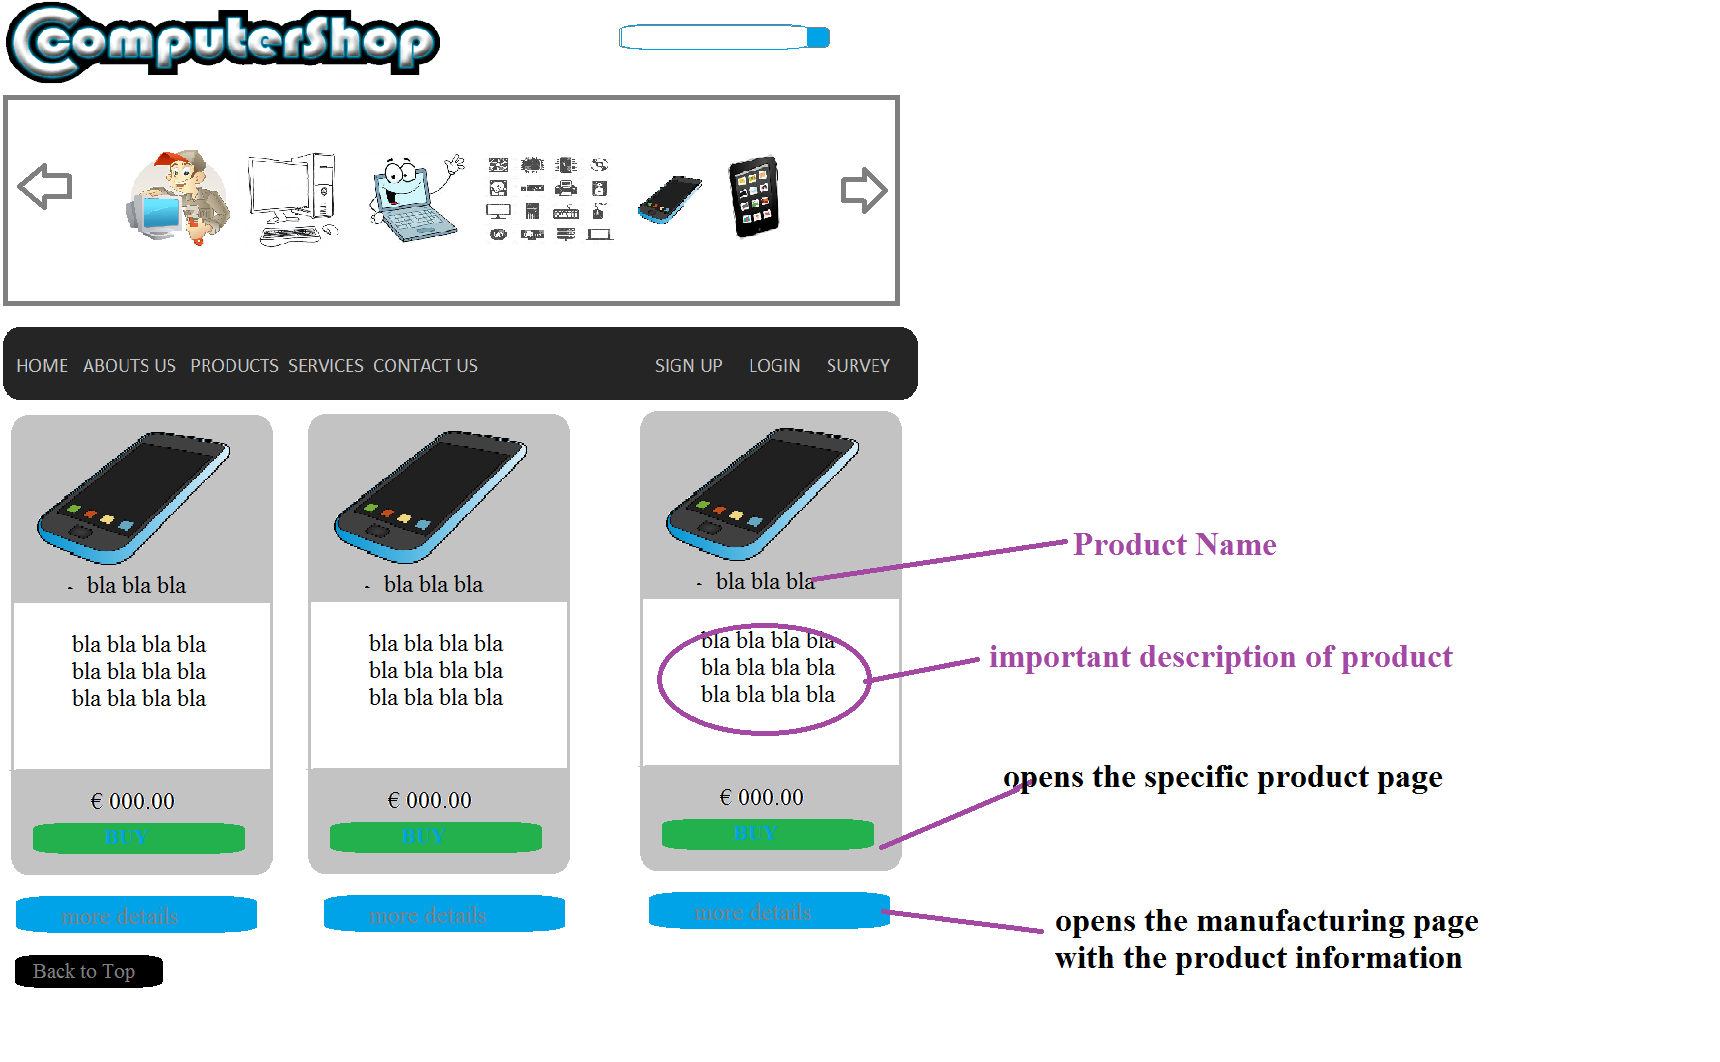 ComputerShop
HOME ABOUTS US PRODUCTS SERVICES CONTACT US SIGN UP LOGIN SURVEY
- bla bla bla
bla bla bla bla
bla bla bla bla
bla bla bla bla
€ 000.00
BUY
more details
- bla bla bla
bla bla bla bla
bla bla bla bla
bla bla bla bla
€ 000.00
BUY
more details
- bla bla bla
bla bla bla bla
bla bla bla bla
bla bla bla bla
€ 000.00
BUY
more details
Product Name
important description of product
opens the specific product page
opens the manufacturing page
with the product information
Back to Top